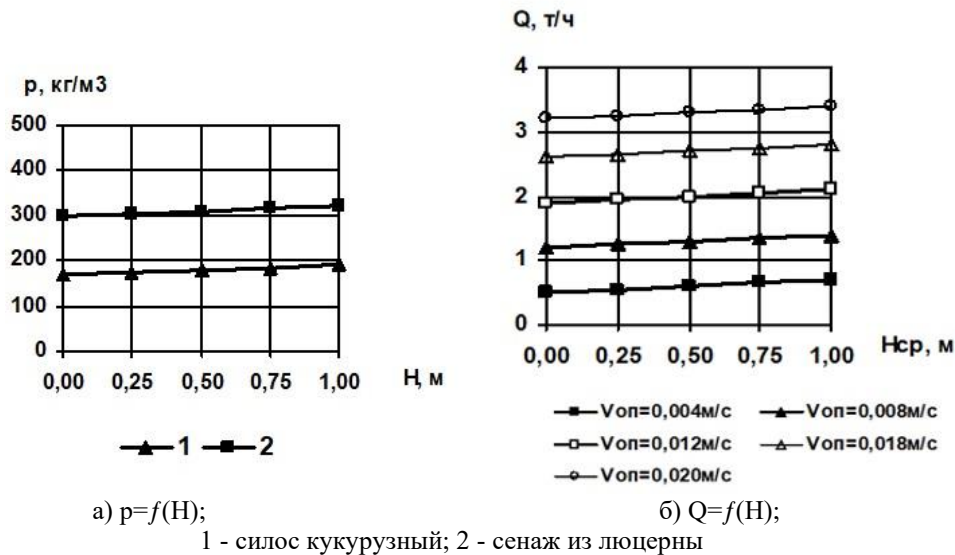 Q, т/ч
р, кг/м3
500
400
300
200
100
0
0,00 0,25 0,50 0,75 1,00 Н, м
1 2
4
3
2
1
0
0,00 0,25 0,50 0,75 1,00 Нср, м
Vоп=0,004м/с Vоп=0,008м/с
Vоп=0,012м/с Vоп=0,018м/с
Vоп=0,020м/с
а) р=ƒ(Н); б) Q=ƒ(Н);
1 - силос кукурузный; 2 - сенаж из люцерны